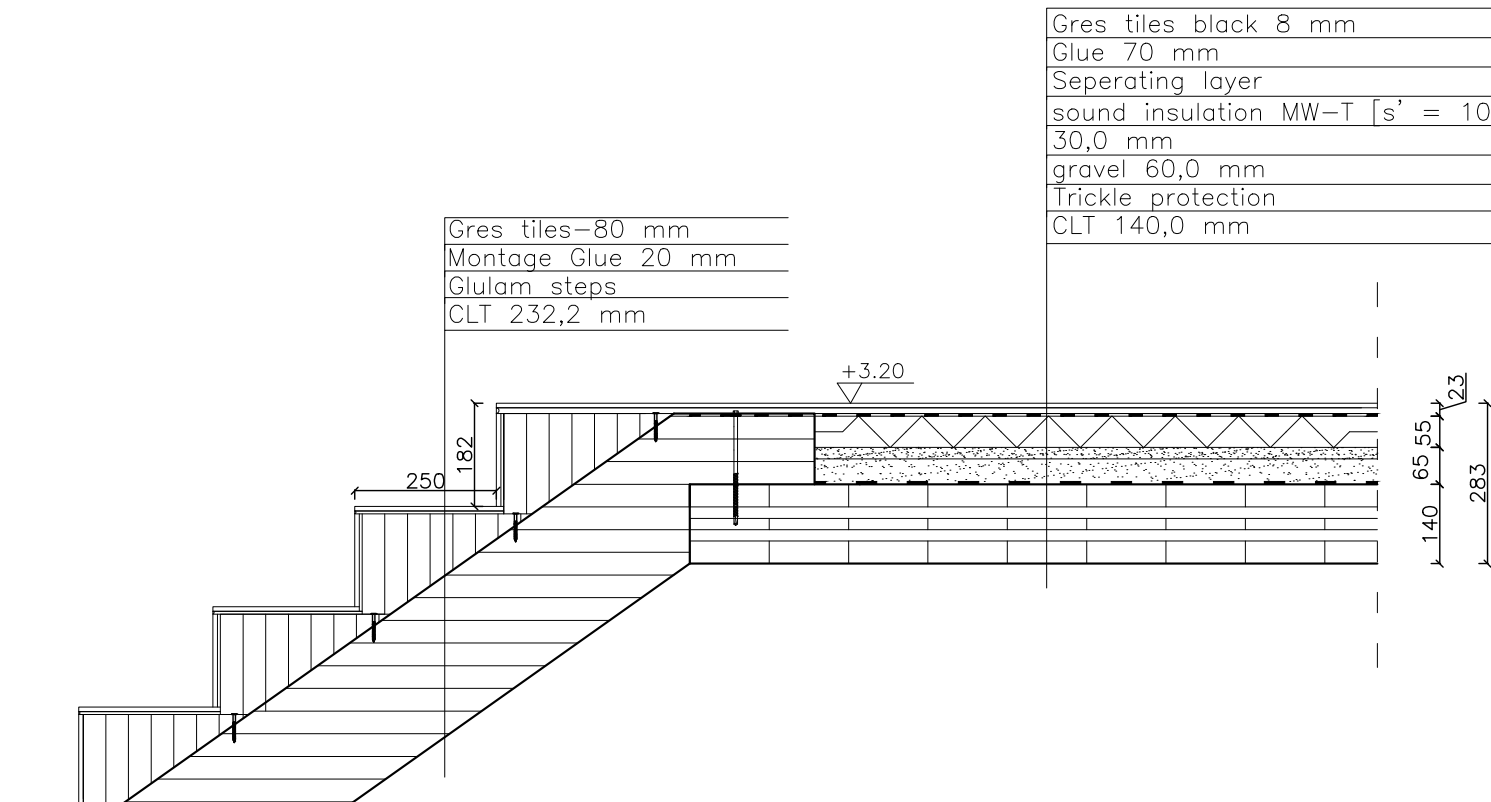 Gres tiles black 8 mm
Glue 70 mm
Seperating layer
sound insulation MW-T [s' = 10
30,0 mm
gravel 60,0 mm
Trickle protection
CLT 140,0 mm
Gres tiles-80 mm
Montage Glue 20 mm
Glulam steps
CLT 232,2 mm
+3.20
23
182
55
250
65
283
140